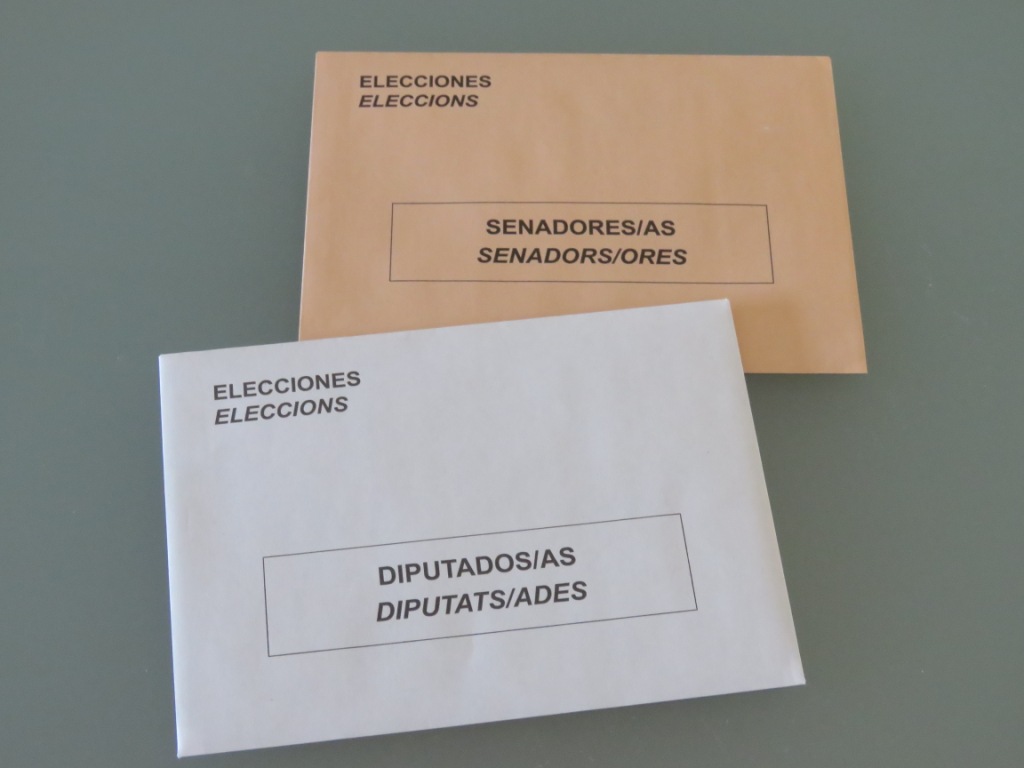 ELECCIONES
ELECCIONS
SENADORES/AS
SENADORS/ORES
ELECCIONES
ELECCIONS
DIPUTADOS/AS
DIPUTATS/ADES